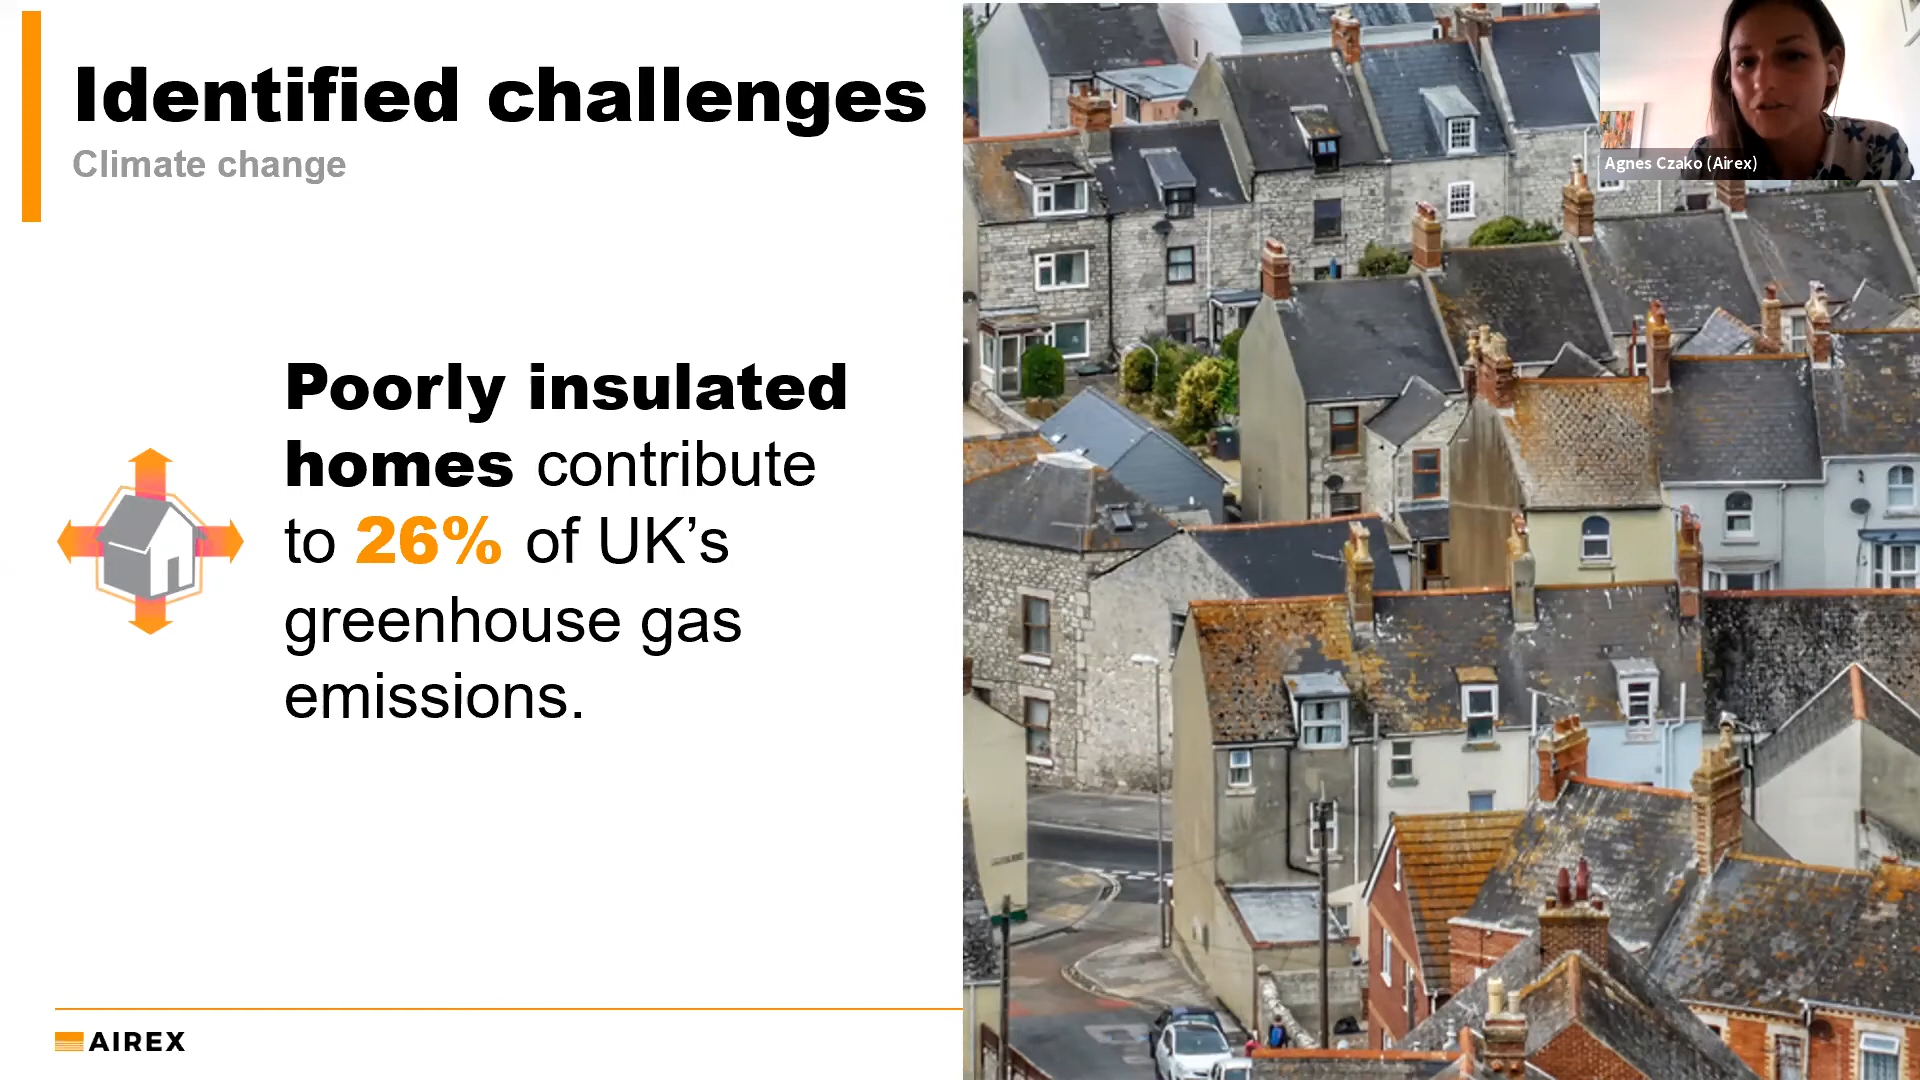 Identified challenges
Climate change
Agnes Czako (Airex)
Poorly insulated
homes contribute
to 26% of UK’s
greenhouse gas
emissions.
AIREX